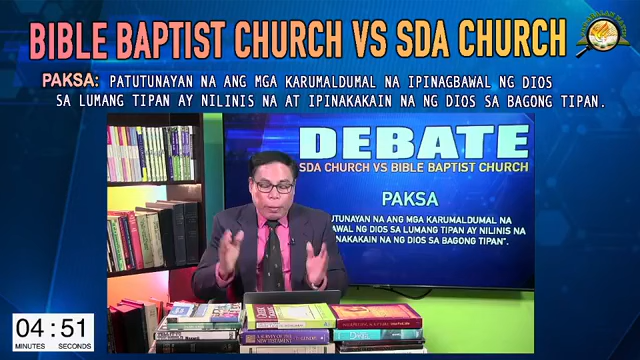 BIBLE BAPTIST CHURCH VS SDA CHURCH
PAKSA: PATUTUNAYAN NA ANG MGA KARUMALDUMAL NA IPINAGBAWAL NG DIOS
SA LUMANG TIPAN AY NILINIS NA AT IPINAKAKAIN NA NG DIOS SA BAGONG TIPAN.
DEBATE
SDA CHURCH VS BIBLE BAPTIST CHURCH
PAKSA
UTUNAYAN NA ANG MGA KARUMALDUMAL NA
BAWAL NG DIOS SA LUMANG TIPAN AY NILINIS NA
NAKAKAIN NA NG DIOS SA BAGONG TIPAN".
04:51
MINUTES SECONDS